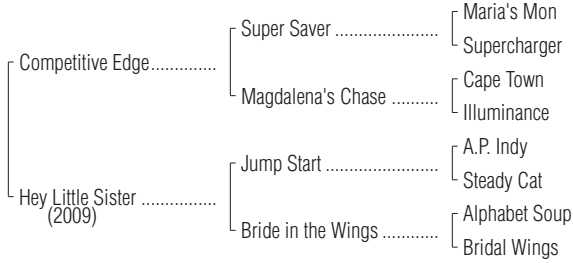 Maria's Mon
Super Saver ......................
Supercharger
Competitive Edge..............
Cape Town
Magdalena's Chase ..........
Illuminance
A.P. Indy
Jump Start ........................
Steady Cat
Hey Little Sister ................
(2009)
Alphabet Soup
Bride in the Wings ............
Bridal Wings